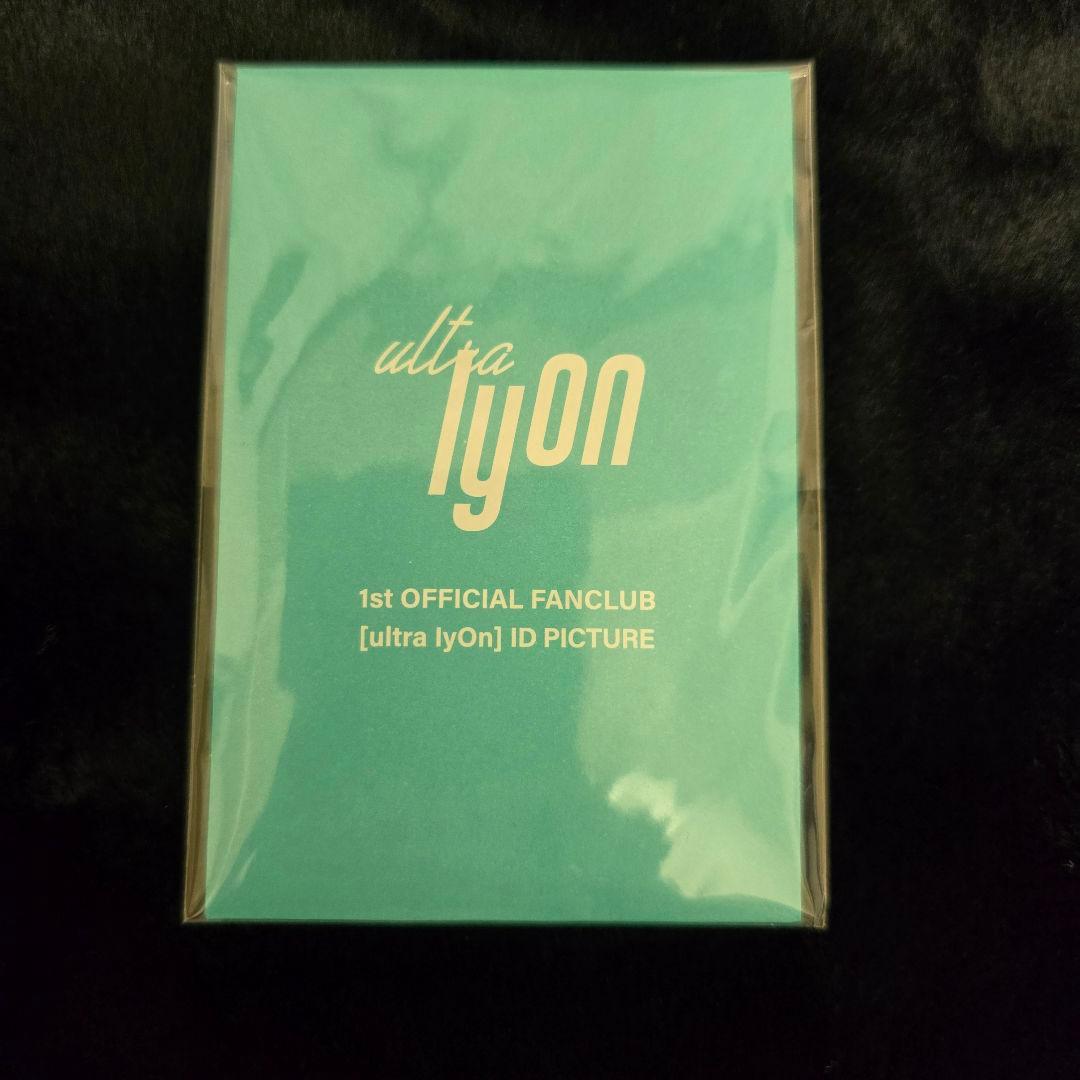 ultra
lyOn
1st OFFICIAL FANCLUB
[ultra lyOn] ID PICTURE